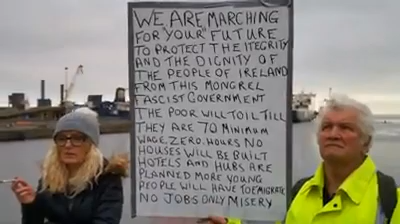 WE ARE MARCHING
FOR "YOUR" FUTURE
TO PROTECT THE ITEGRITY
AND THE DIGNITY OF
THE PEOPLE OF IRELAND
FROM THIS MONGREL
FASCIST GOVERNMENT
THE POOR WILL TOIL TILL
THEY ARE 70 MINIMUM
WAGE, ZERO. HOURS NO
HOUSES WILL BE BUILT
HOTELS AND HUBS ARE
PLANNED MORE YOUNG
PEOPLE WILL HAVE TO EMIGRATE
NO JOBS ONLY MISERY